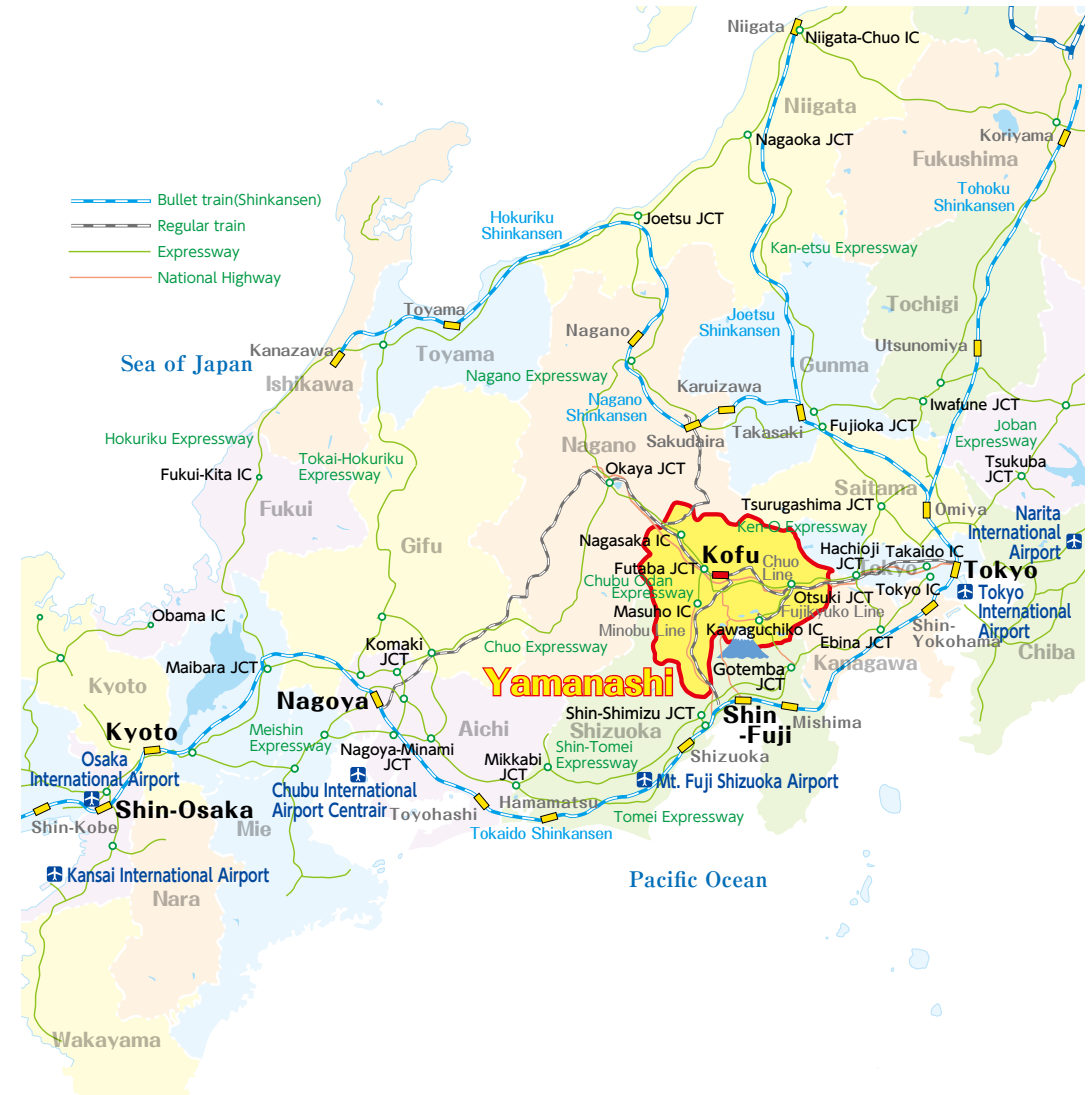 Niigata
Niigata-Chuo IC
Niigata
Nagaoka JCT
Koriyama
Fukushima
Tohoku
Shinkansen
Bullet train(Shinkansen)
Regular train
Expressway
National Highway
Hokuriku
Shinkansen
Joetsu JCT
Kan-etsu Expressway
Tochigi
Toyama
Joetsu
Shinkansen
Nagano
Utsunomiya
Kanazawa
Toyama
Sea of Japan
Ishikawa
Gunma
Nagano Expressway
Karuizawa
Nagano
Shinkansen
Iwafune JCT
Takasaki
Fujioka JCT
Joban
Expressway
Hokuriku Expressway
Nagano
Sakudaira
Tokai-Hokuriku
Expressway
Fukui-Kita IC
Okaya JCT
Tsukuba
JCT
Saitama
Fukui
Tsurugashima JCT
Omiya
Narita
International
Airport
Ken-O Expressway
Gifu
Nagasaka IC
Kofu
Hachioji
JCT
Takaido IC
Futaba JCT
Chuo
Line
Tokyo
Tokyo
Chubu Odan
Expressway
Otsuki JCT
Tokyo IC
Tokyo
International
Airport
Masuho IC
Fujikyuko Line
Obama IC
Minobu Line
Kawaguchiko IC
Ebina JCT
Shin-
Yokohama
Komaki
JCT
Chuo Expressway
Chiba
Maibara JCT
Kanagawa
Gotemba
JCT
Kyoto
Yamanashi
Nagoya
Shin-Shimizu JCT
Shin
-Fuji
Mishima
Kyoto
Meishin
Expressway
Aichi
Shizuoka
Nagoya-Minami
JCT
Shin-Tomei
Expressway
Shizuoka
Osaka
International Airport
Mikkabi
JCT
Mt. Fuji Shizuoka Airport
Chubu International
Airport Centrair
Shin-Osaka
Toyohashi
Hamamatsu
Tomei Expressway
Shin-Kobe
Mie
Tokaido Shinkansen
Kansai International Airport
Pacific Ocean
Nara
Wakayama